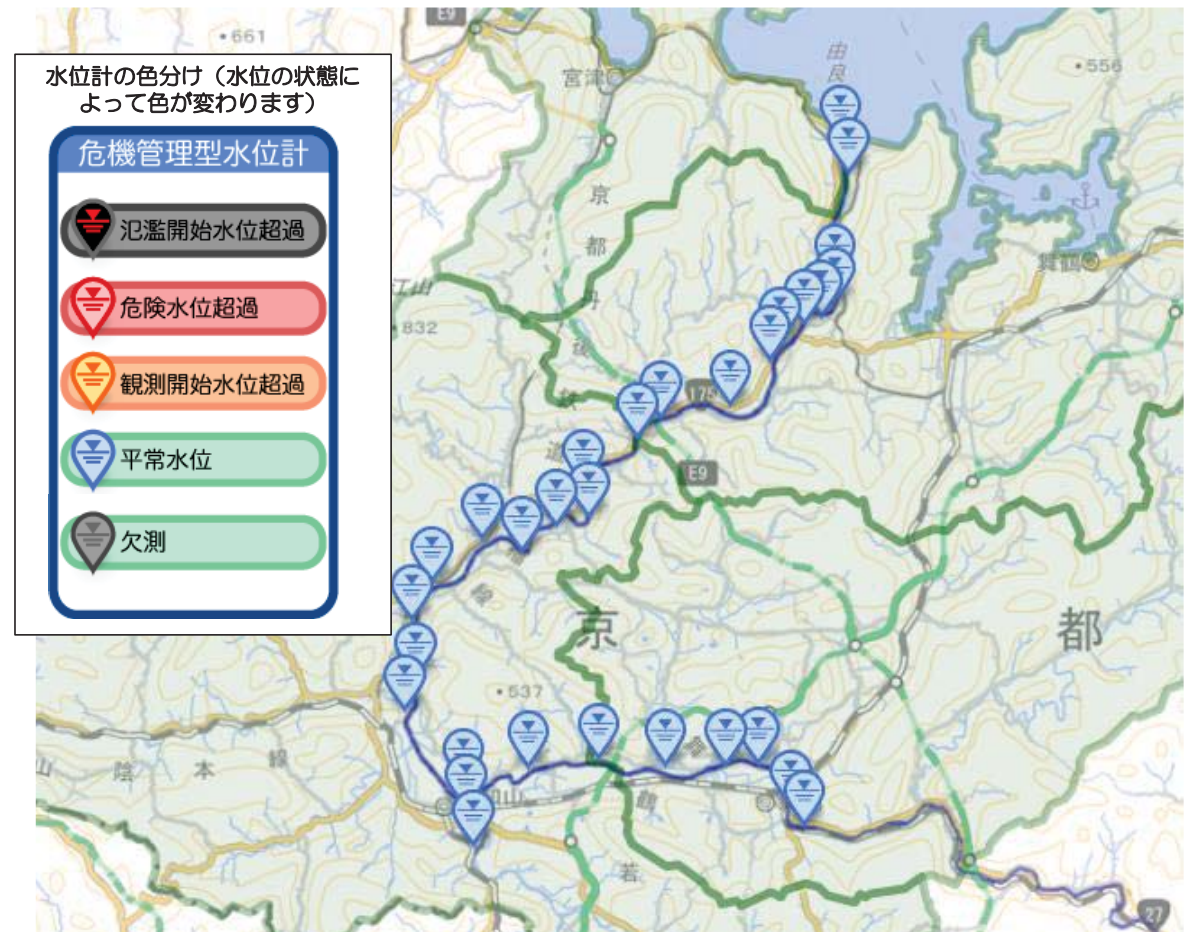 水位計の色分け（水位の状態に
よって色が変わります）
危機管理型水位計
氾濫開始水位超過
危険水位超過
観測開始水位超過
平常水位
欠測
E9
•661
宮津
由良
•556
京都丹後鉄道
舞鶴
江山
•832
175
E9
京都
•537
山陰本線
鶴
若
27